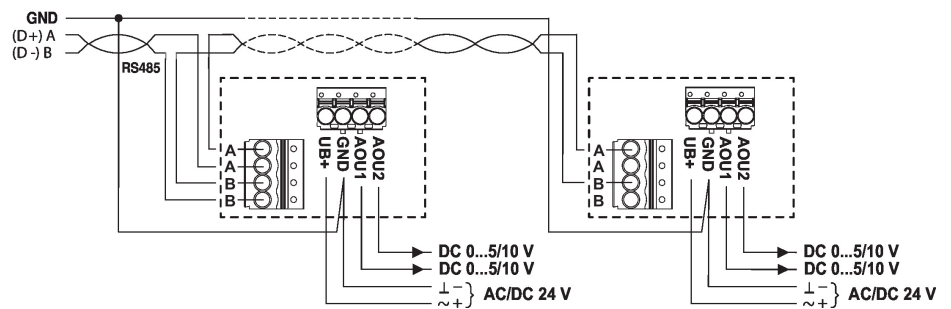 GND
(D+) A
(D -) B
RS485
A
A
B
B
UB+
GND
AOU1
AOU2
A
A
B
B
UB+
GND
AOU1
AOU2
DC 0...5/10 V
DC 0...5/10 V
⊥ −
~ +
} AC/DC 24 V
DC 0...5/10 V
DC 0...5/10 V
⊥ −
~ +
} AC/DC 24 V